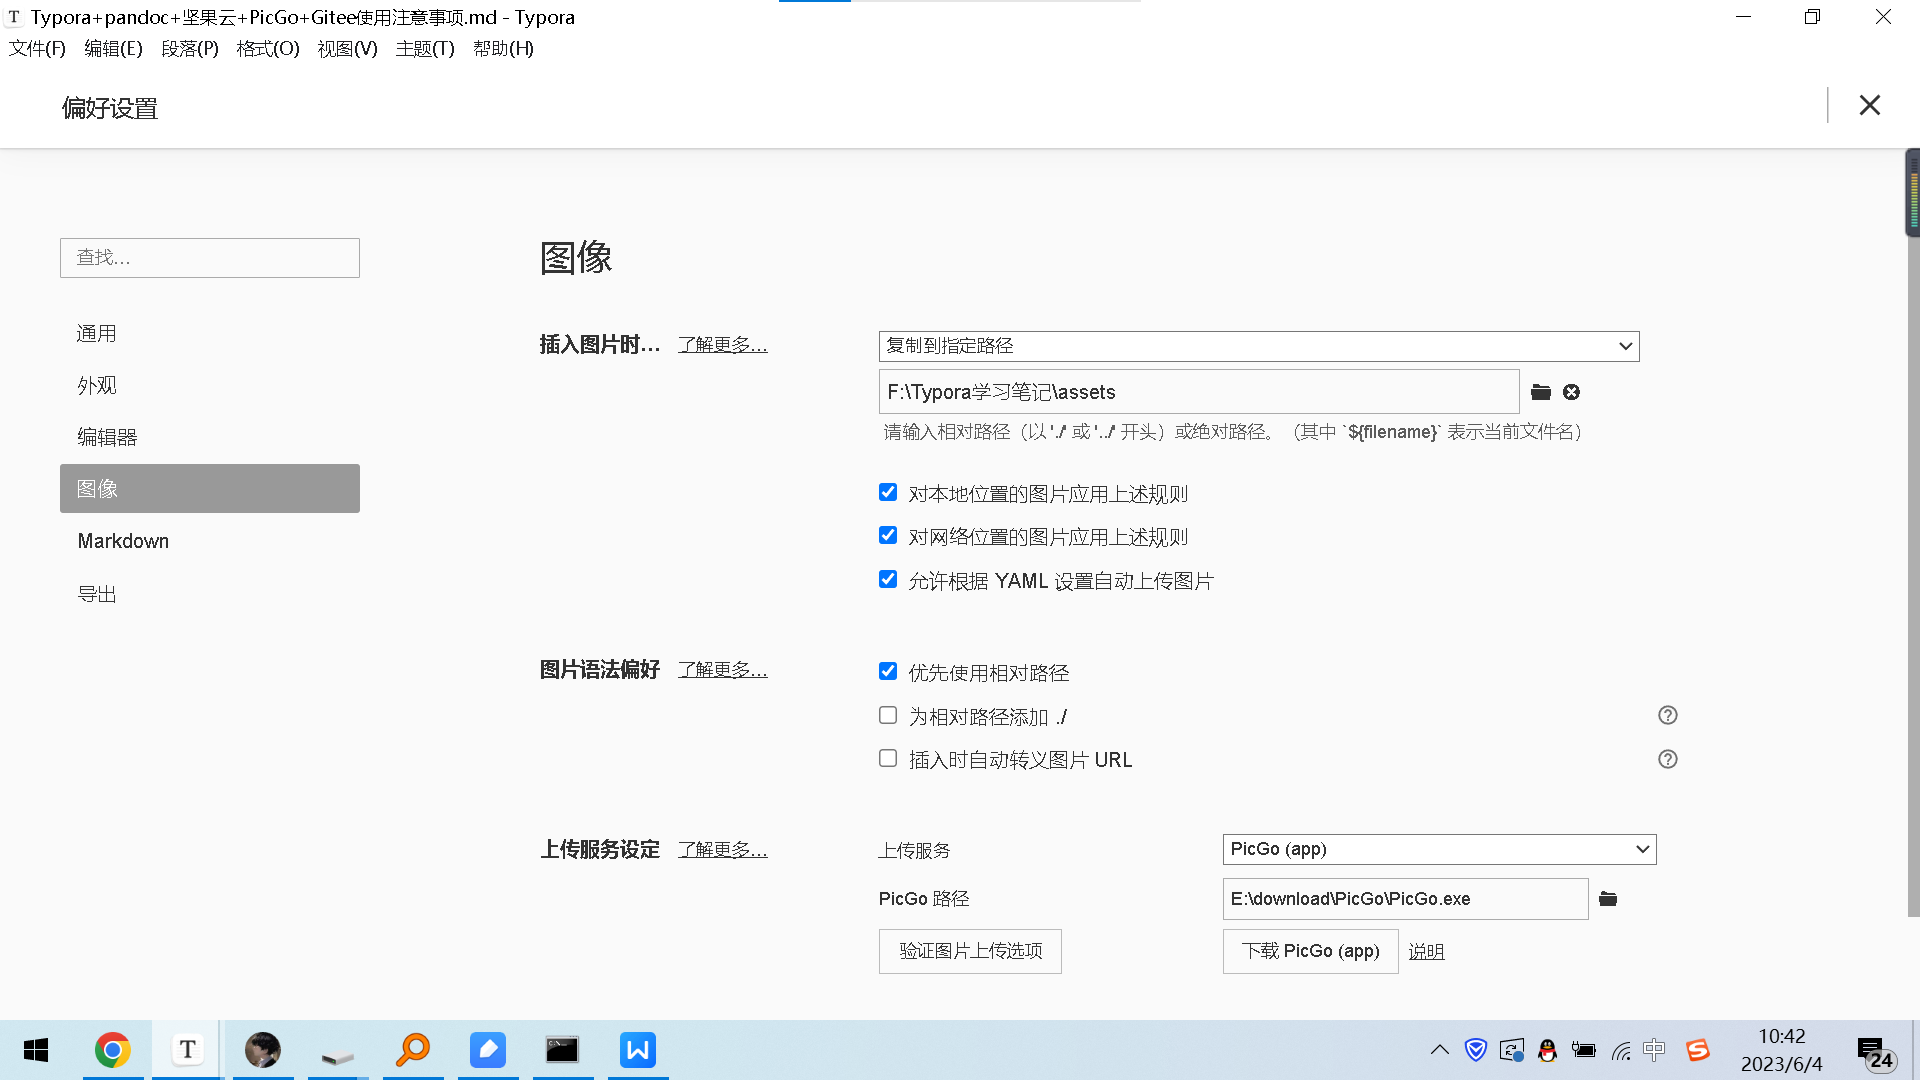 Typora+pandoc+坚果云+PicGo+Gitee使用注意事项.md - Typora
文件(F) 编辑(E) 段落(P) 格式(O) 视图(V) 主题(T) 帮助(H)
偏好设置
查找...
通用
外观
编辑器
图像
Markdown
导出
图像
插入图片时... 了解更多...
复制到指定路径
F:\Typora学习笔记\assets
请输入相对路径（以 './' 或 '../' 开头）或绝对路径。（其中 `${filename}` 表示当前文件名）
对本地位置的图片应用上述规则
对网络位置的图片应用上述规则
允许根据 YAML 设置自动上传图片
图片语法偏好 了解更多...
优先使用相对路径
为相对路径添加 ./
插入时自动转义图片 URL
上传服务设定 了解更多...
上传服务 PicGo (app)
PicGo 路径 E:\download\PicGo\PicGo.exe
验证图片上传选项 下载 PicGo (app) 说明
中
10:42
2023/6/4
24